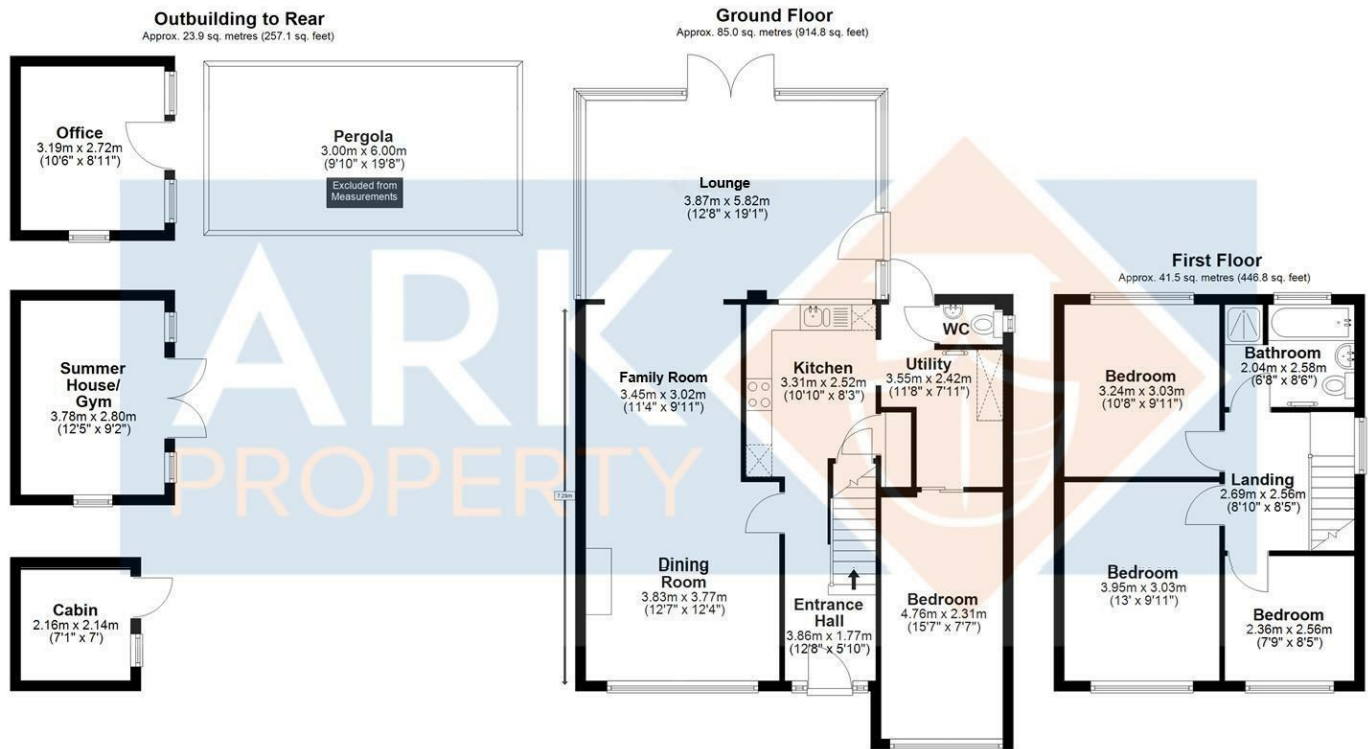 Outbuilding to Rear
Approx. 23.9 sq. metres (257.1 sq. feet)
Office
3.19m x 2.72m
(10'6" x 8'11")
Pergola
3.00m x 6.00m
(9'10" x 19'8")
Excluded from
Measurements
Summer
House/
Gym
3.78m x 2.80m
(12'5" x 9'2")
Cabin
2.16m x 2.14m
(7'1" x 7')
Ground Floor
Approx. 85.0 sq. metres (914.8 sq. feet)
Lounge
3.87m x 5.82m
(12'8" x 19'1")
WC
Kitchen
3.31m x 2.52m
(10'10" x 8'3")
Utility
3.55m x 2.42m
(11'8" x 7'11")
Family Room
3.45m x 3.02m
(11'4" x 9'11")
Dining
Room
3.83m x 3.77m
(12'7" x 12'4")
Entrance
Hall
3.86m x 1.77m
(12'8" x 5'10")
Bedroom
4.76m x 2.31m
(15'7" x 7'7")
First Floor
Approx. 41.5 sq. metres (446.8 sq. feet)
Bedroom
3.24m x 3.03m
(10'8" x 9'11")
Bathroom
2.04m x 2.58m
(6'8" x 8'6")
Landing
2.69m x 2.56m
(8'10" x 8'5")
Bedroom
3.95m x 3.03m
(13' x 9'11")
Bedroom
2.36m x 2.56m
(7'9" x 8'5")
ARK
PROPERTY